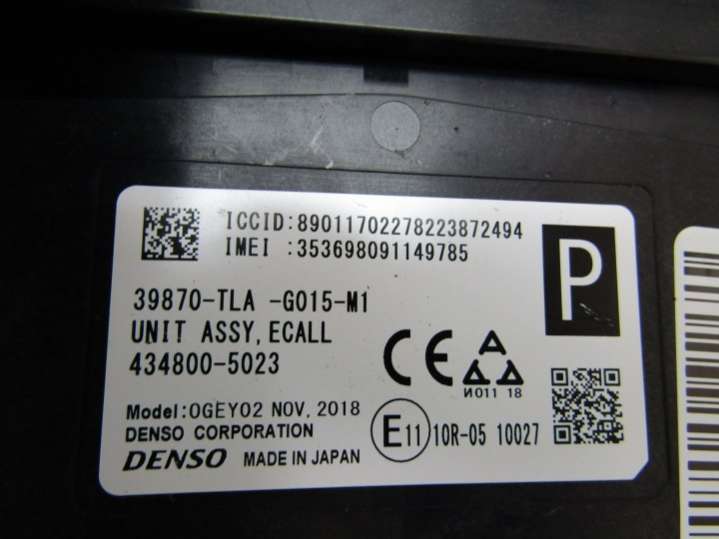 ICCID:89011702278223872494
IMEI :353698091149785
P
39870-TLA -G015-M1
UNIT ASSY,ECALL
434800-5023
CE
A
И011 18
Model:0GEY02 NOV, 2018
DENSO CORPORATION
E11 10R-05 10027
DENSO MADE IN JAPAN